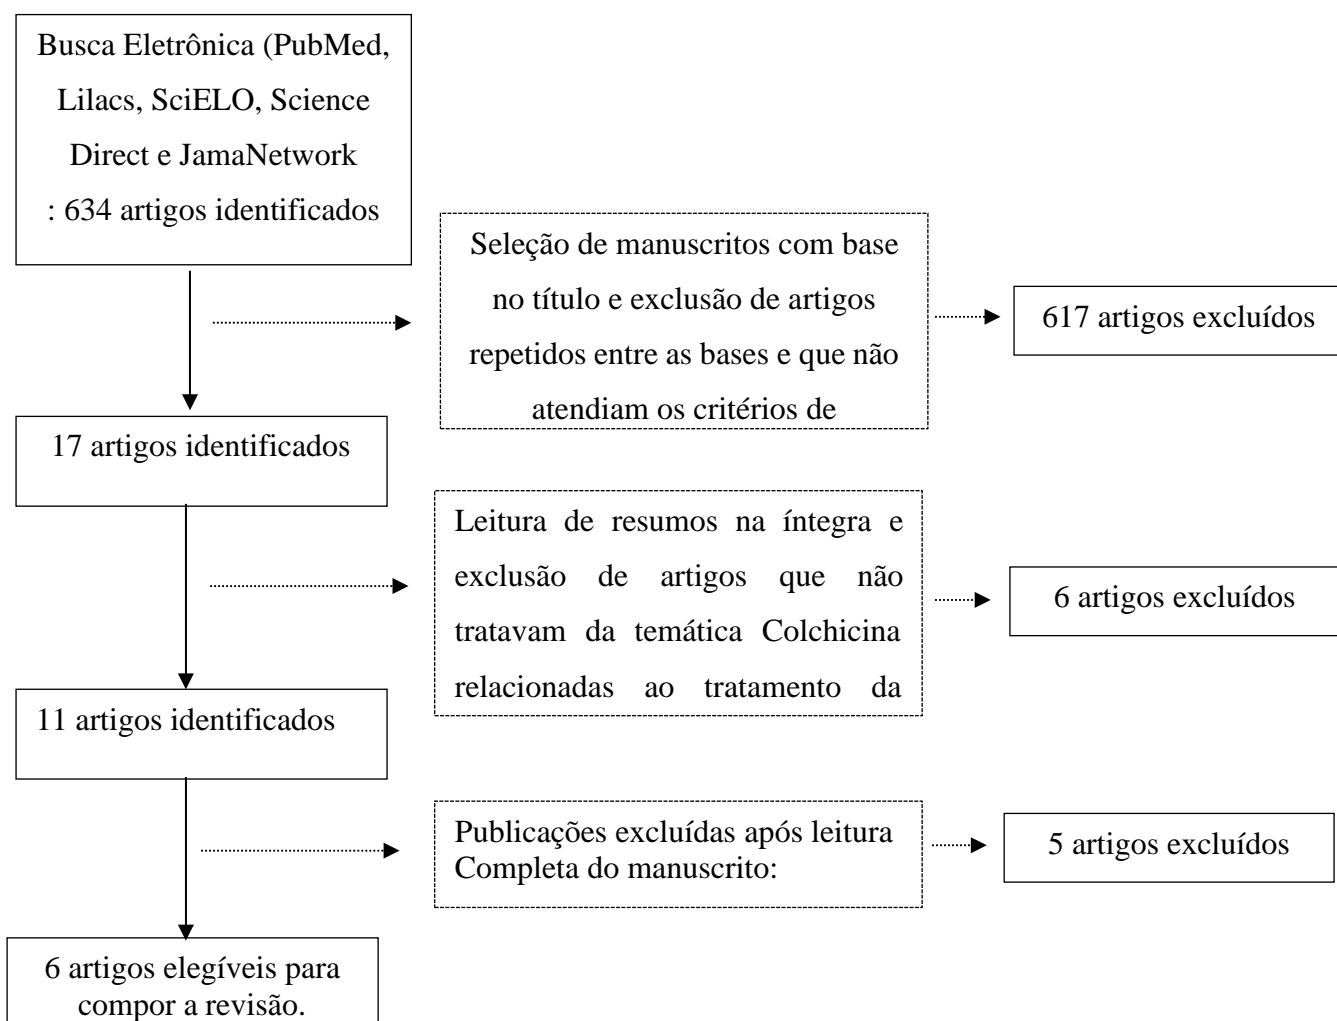 Busca Eletrônica (PubMed,
Lilacs, SciELO, Science
Direct e JamaNetwork
: 634 artigos identificados
Seleção de manuscritos com base
no título e exclusão de artigos
repetidos entre as bases e que não
atendiam os critérios de
617 artigos excluídos
17 artigos identificados
Leitura de resumos na íntegra e
exclusão de artigos que não
tratavam da temática Colchicina
relacionadas ao tratamento da
6 artigos excluídos
11 artigos identificados
Publicações excluídas após leitura
Completa do manuscrito:
5 artigos excluídos
6 artigos elegíveis para
compor a revisão.